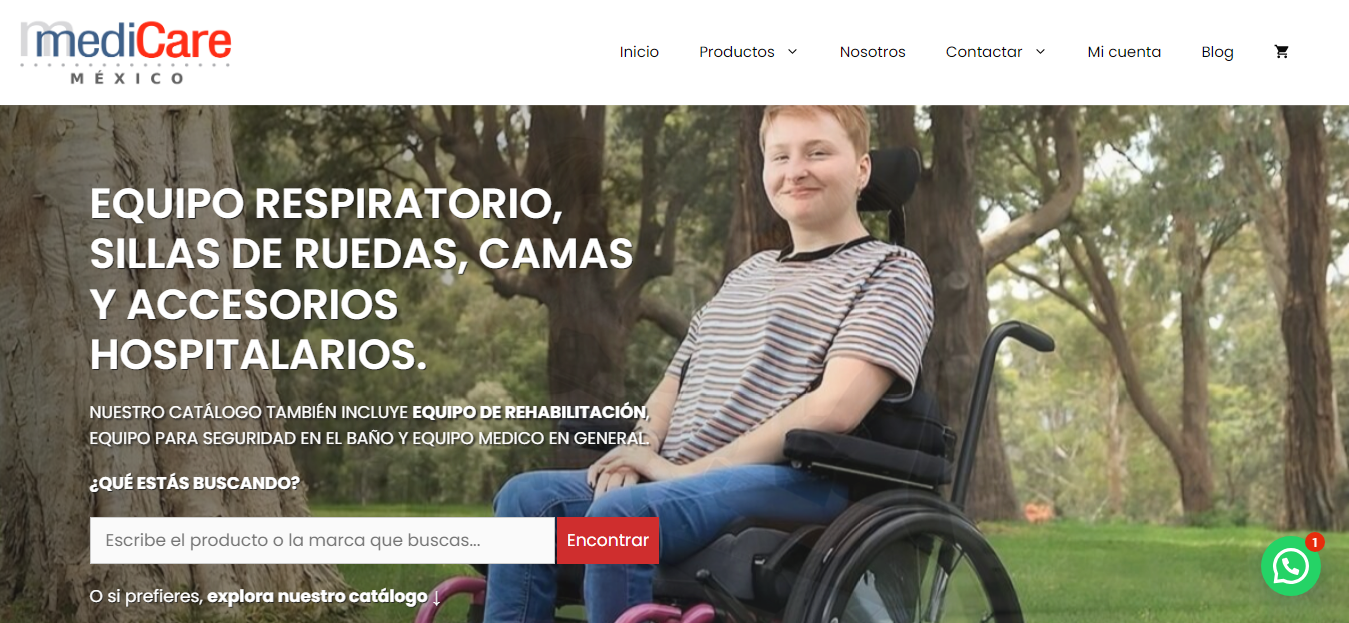 mediCare
MÉXICO
Inicio Productos Nosotros Contactar Mi cuenta Blog
EQUIPO RESPIRATORIO,
SILLAS DE RUEDAS, CAMAS
Y ACCESORIOS
HOSPITALARIOS.
NUESTRO CATÁLOGO TAMBIÉN INCLUYE EQUIPO DE REHABILITACIÓN,
EQUIPO PARA SEGURIDAD EN EL BAÑO Y EQUIPO MEDICO EN GENERAL.
¿QUÉ ESTÁS BUSCANDO?
Escribe el producto o la marca que buscas... Encontrar
O si prefieres, explora nuestro catálogo ↓
1